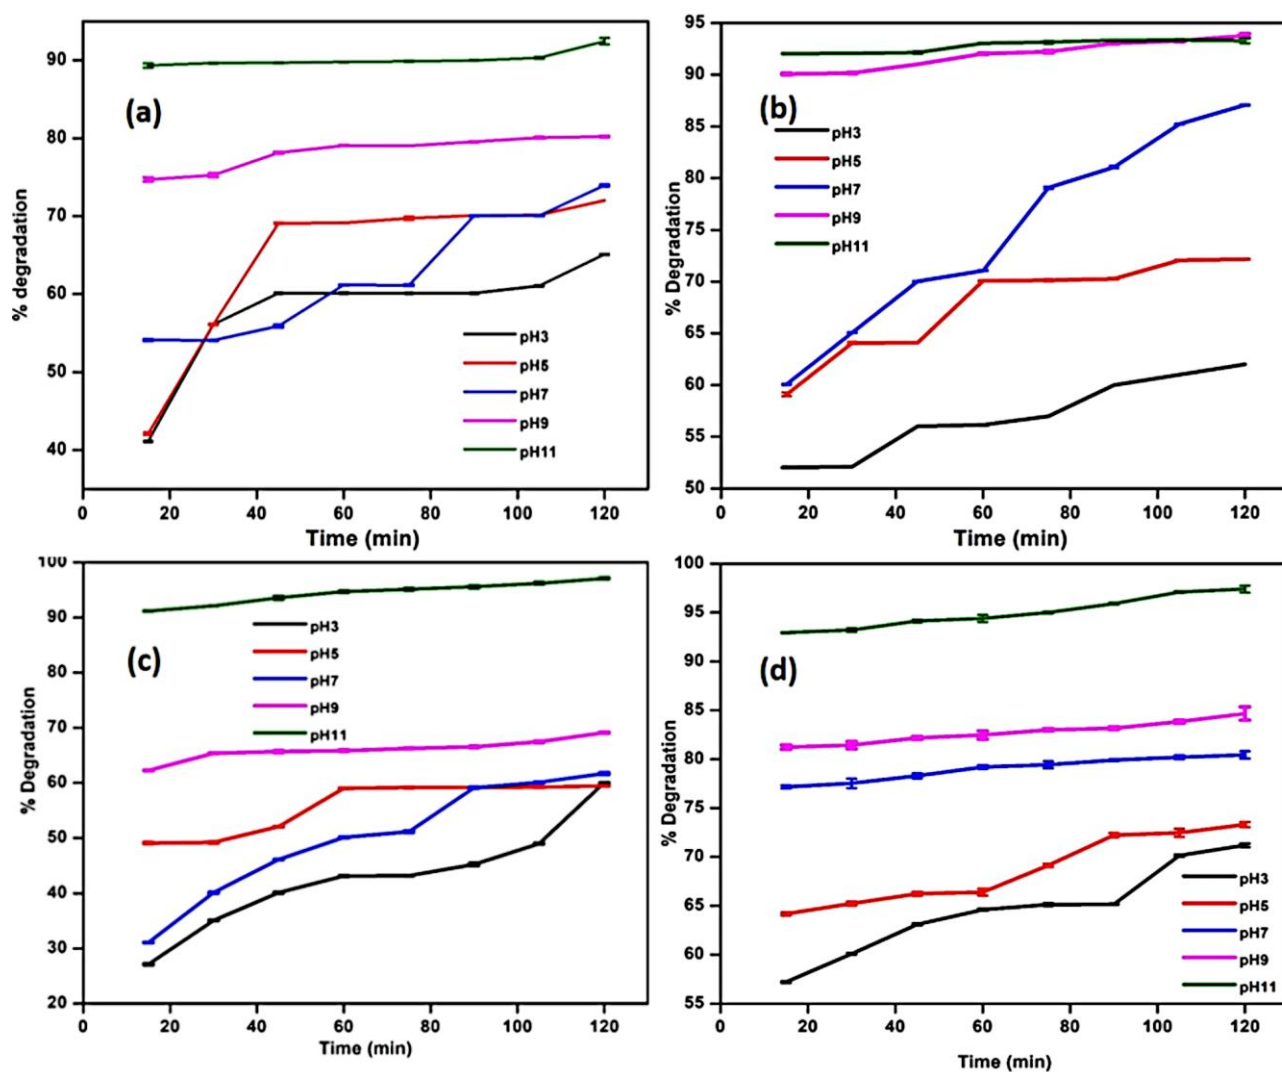 (a)
% degradation
90
80
70
60
50
40
pH3
pH5
pH7
pH9
pH11
0 20 40 60 80 100 120
Time (min)
(b)
% Degradation
95
90
85
80
75
70
65
60
55
50
pH3
pH5
pH7
pH9
pH11
0 20 40 60 80 100 120
Time (min)
(c)
% Degradation
100
90
80
70
60
50
40
30
20
pH3
pH5
pH7
pH9
pH11
0 20 40 60 80 100 120
Time (min)
(d)
% Degradation
100
95
90
85
80
75
70
65
60
55
pH3
pH5
pH7
pH9
pH11
0 20 40 60 80 100 120
Time (min)